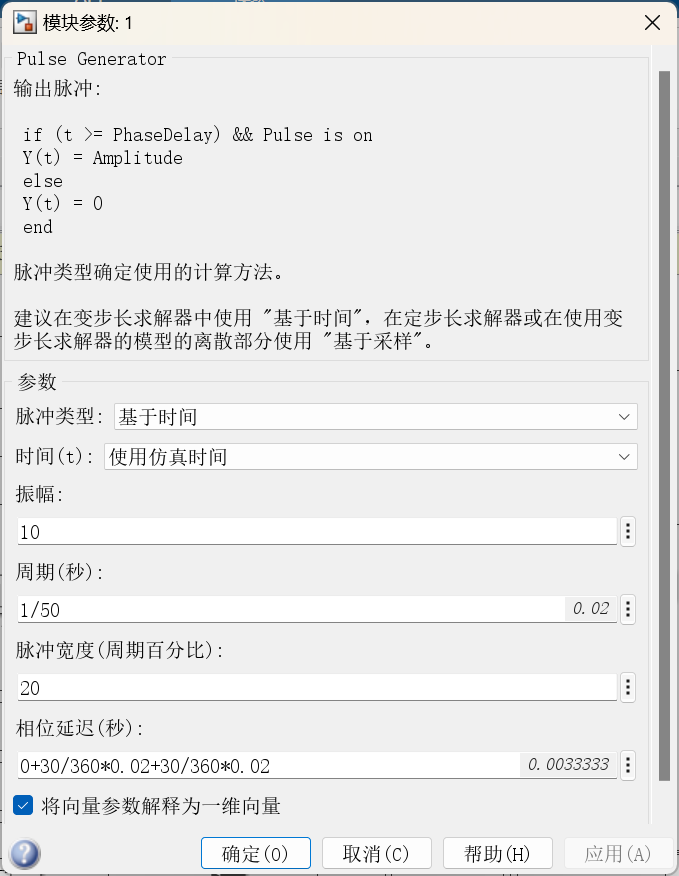 模块参数: 1
Pulse Generator
输出脉冲:
if (t >= PhaseDelay) && Pulse is on
Y(t) = Amplitude
else
Y(t) = 0
end
脉冲类型确定使用的计算方法。
建议在变步长求解器中使用 "基于时间"，在定步长求解器或在使用变
步长求解器的模型的离散部分使用 "基于采样"。
参数
脉冲类型: 基于时间
时间(t): 使用仿真时间
振幅:
10
周期(秒):
1/50 0.02
脉冲宽度(周期百分比):
20
相位延迟(秒):
0+30/360*0.02+30/360*0.02 0.0033333
将向量参数解释为一维向量
确定(O) 取消(C) 帮助(H) 应用(A)